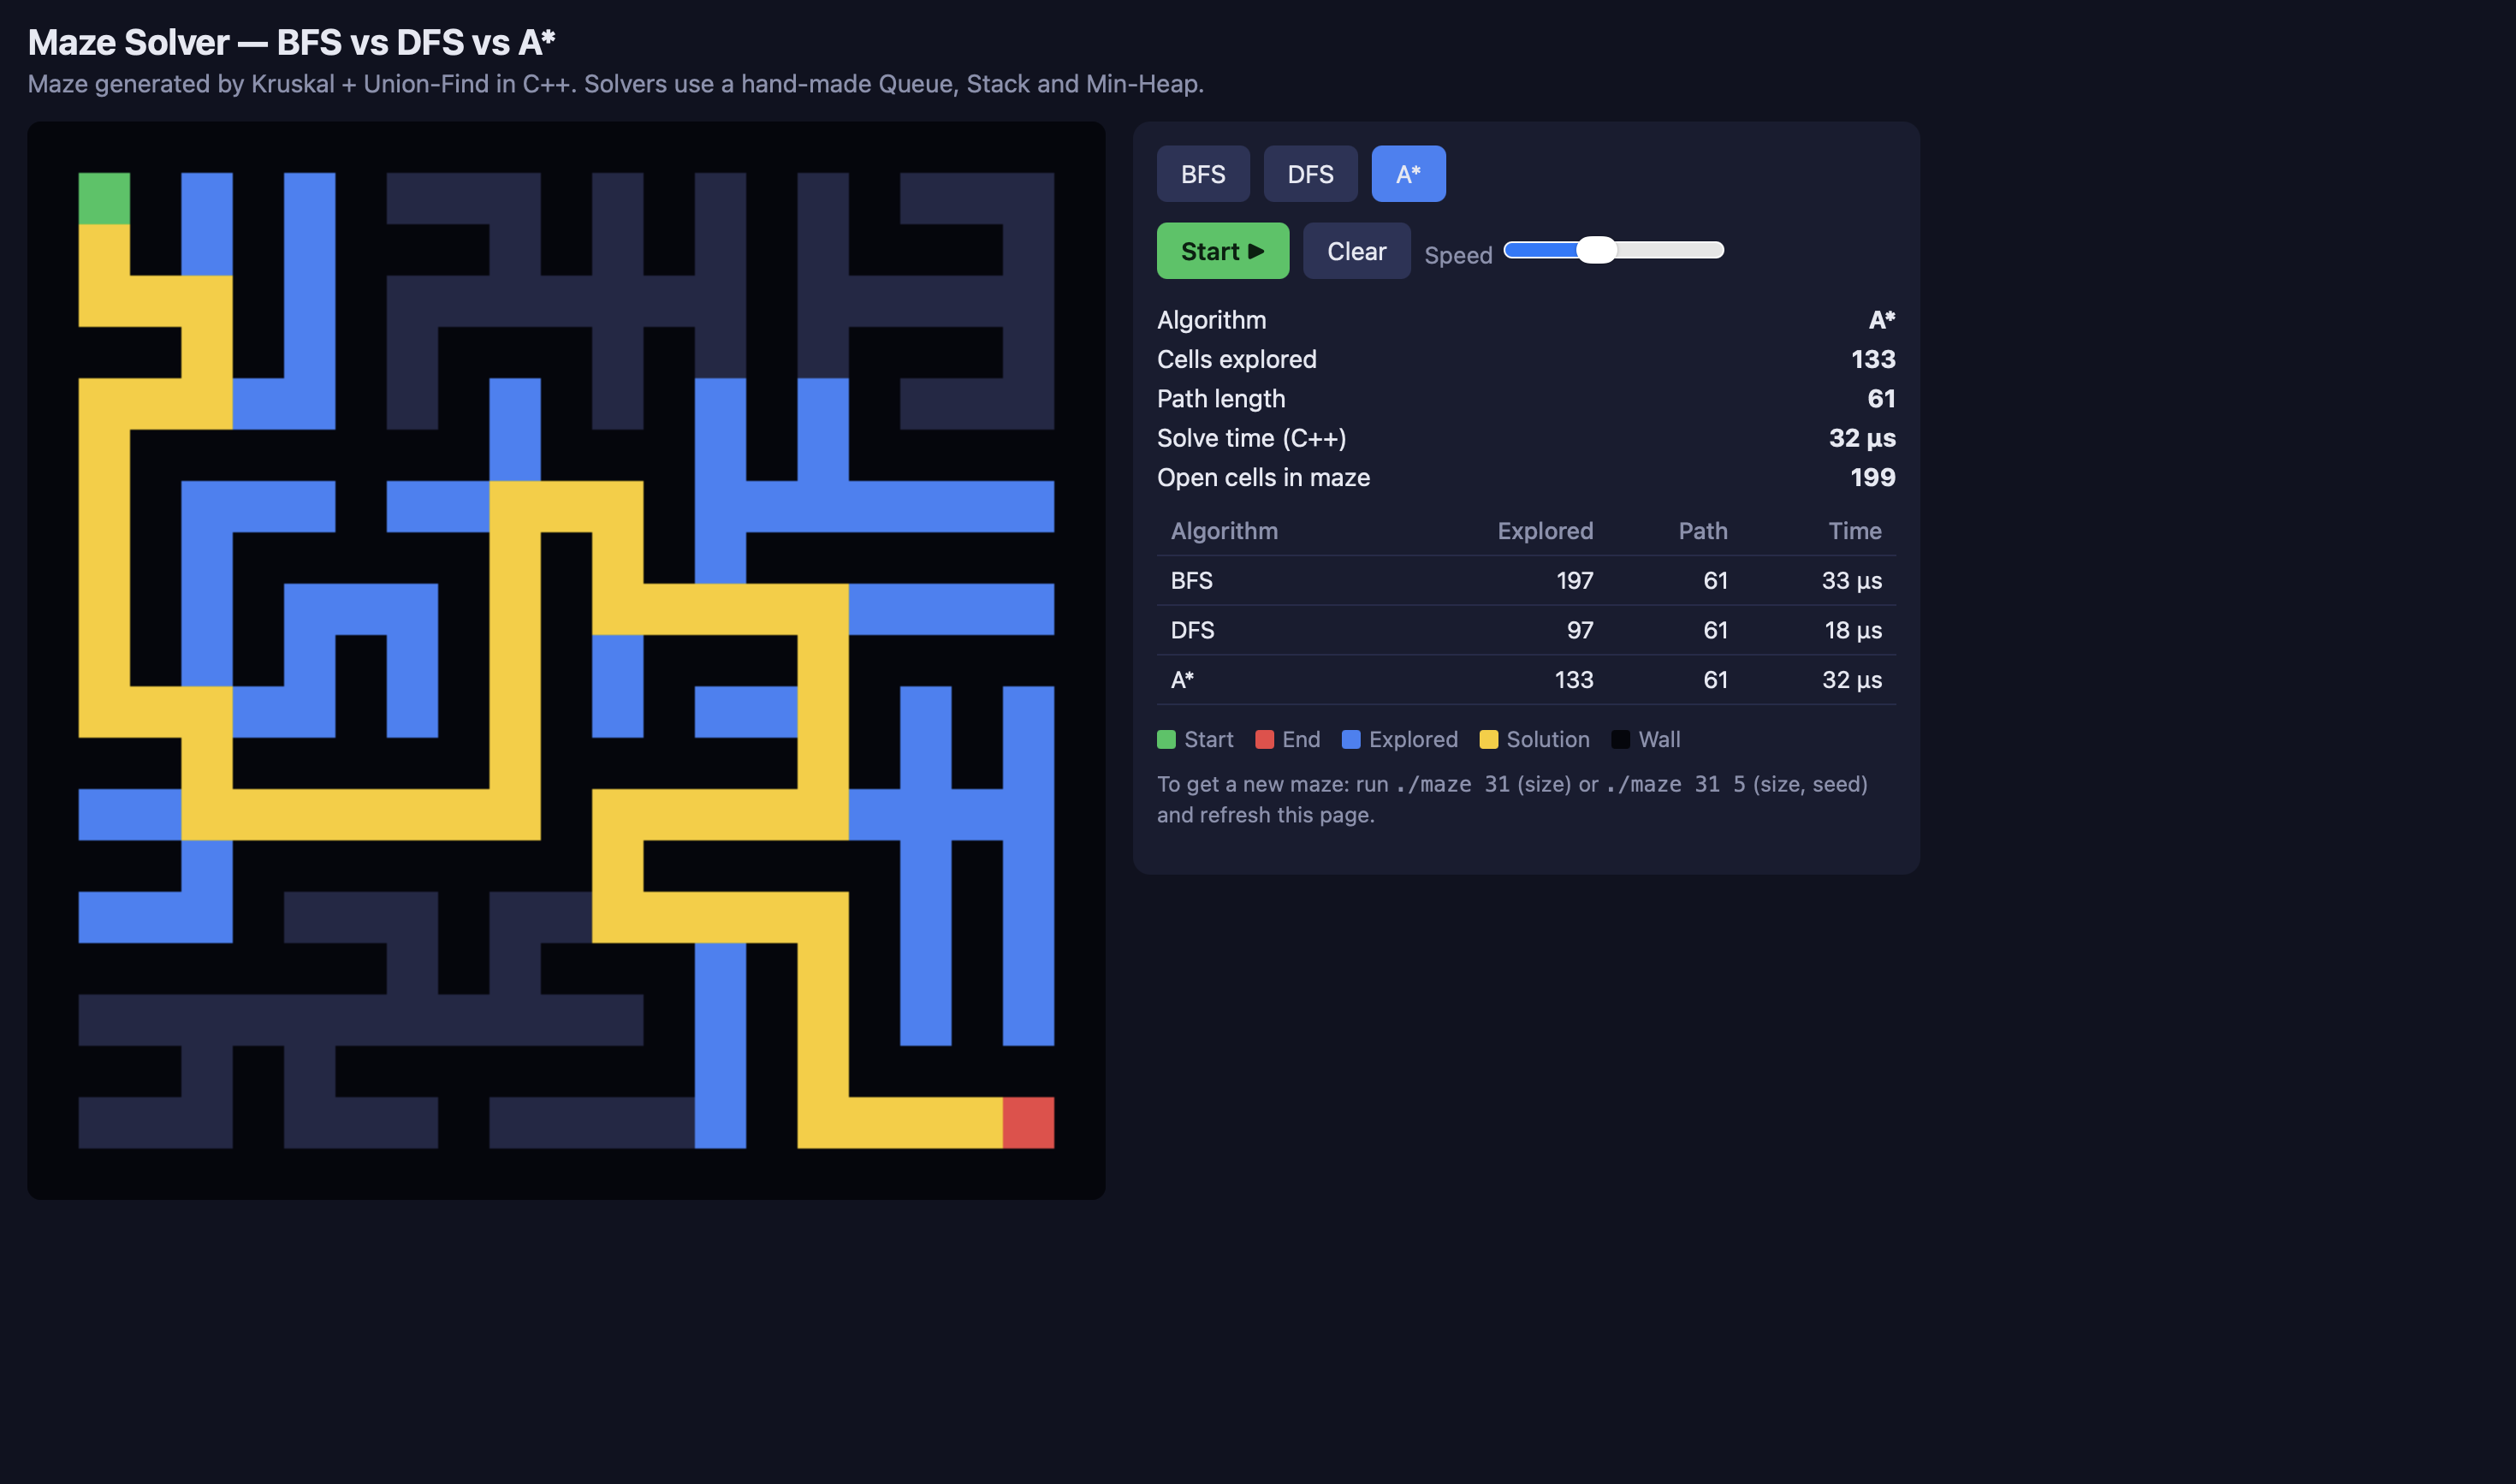 Maze Solver — BFS vs DFS vs A*
Maze generated by Kruskal + Union-Find in C++. Solvers use a hand-made Queue, Stack and Min-Heap.
BFS DFS A*
Start ▶ Clear Speed
Algorithm A*
Cells explored 133
Path length 61
Solve time (C++) 32 µs
Open cells in maze 199
Algorithm Explored Path Time
BFS 197 61 33 µs
DFS 97 61 18 µs
A* 133 61 32 µs
Start End Explored Solution Wall
To get a new maze: run ./maze 31 (size) or ./maze 31 5 (size, seed)
and refresh this page.